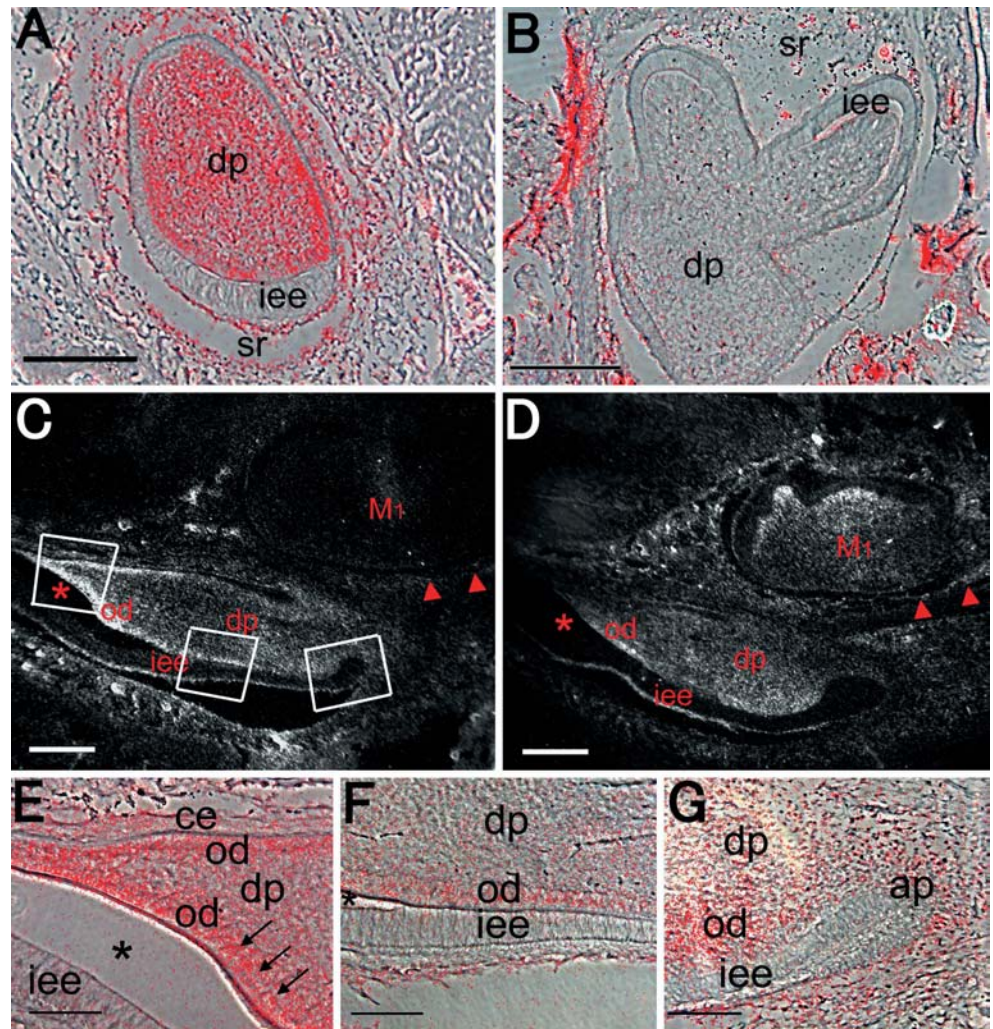 A
dp
iee
sr
B
sr
iee
dp
C
M1
*
od
dp
iee
D
M1
*
od
dp
iee
E
ce
od
dp
od
*
iee
F
dp
*
od
iee
G
dp
ap
od
iee